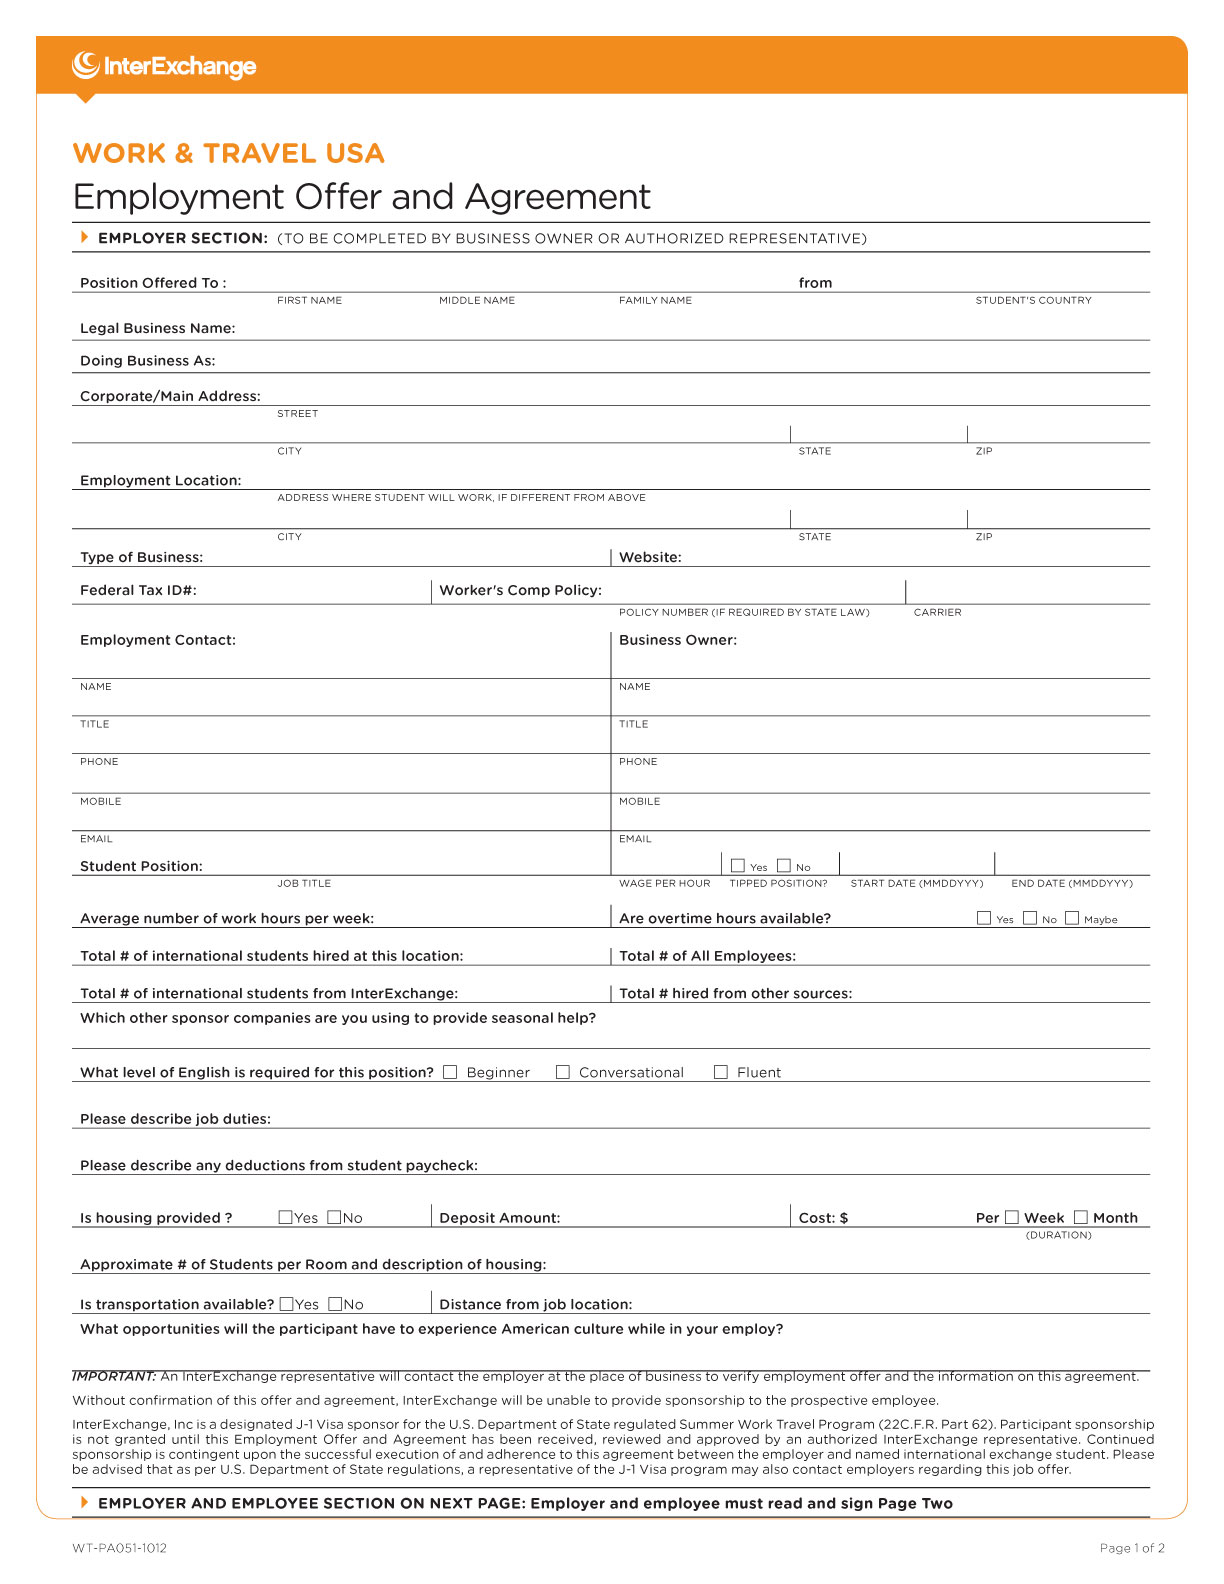 InterExchange
WORK & TRAVEL USA
Employment Offer and Agreement
EMPLOYER SECTION: (TO BE COMPLETED BY BUSINESS OWNER OR AUTHORIZED REPRESENTATIVE)
Position Offered To : from
FIRST NAME MIDDLE NAME FAMILY NAME STUDENT'S COUNTRY
Legal Business Name:
Doing Business As:
Corporate/Main Address:
STREET
CITY STATE ZIP
Employment Location:
ADDRESS WHERE STUDENT WILL WORK, IF DIFFERENT FROM ABOVE
CITY STATE ZIP
Type of Business: Website:
Federal Tax ID#: Worker's Comp Policy:
POLICY NUMBER (IF REQUIRED BY STATE LAW) CARRIER
Employment Contact: Business Owner:
NAME NAME
TITLE TITLE
PHONE PHONE
MOBILE MOBILE
EMAIL EMAIL
Student Position: Yes No
JOB TITLE WAGE PER HOUR TIPPED POSITION? START DATE (MMDDYYY) END DATE (MMDDYYY)
Average number of work hours per week: Are overtime hours available? Yes No Maybe
Total # of international students hired at this location: Total # of All Employees:
Total # of international students from InterExchange: Total # hired from other sources:
Which other sponsor companies are you using to provide seasonal help?
What level of English is required for this position? Beginner Conversational Fluent
Please describe job duties:
Please describe any deductions from student paycheck:
Is housing provided ? Yes No Deposit Amount: Cost: $ Per Week Month
(DURATION)
Approximate # of Students per Room and description of housing:
Is transportation available? Yes No Distance from job location:
What opportunities will the participant have to experience American culture while in your employ?
IMPORTANT: An InterExchange representative will contact the employer at the place of business to verify employment offer and the information on this agreement.
Without confirmation of this offer and agreement, InterExchange will be unable to provide sponsorship to the prospective employee.
InterExchange, Inc is a designated J-1 Visa sponsor for the U.S. Department of State regulated Summer Work Travel Program (22C.F.R. Part 62). Participant sponsorship
is not granted until this Employment Offer and Agreement has been received, reviewed and approved by an authorized InterExchange representative. Continued
sponsorship is contingent upon the successful execution of and adherence to this agreement between the employer and named international exchange student. Please
be advised that as per U.S. Department of State regulations, a representative of the J-1 Visa program may also contact employers regarding this job offer.
EMPLOYER AND EMPLOYEE SECTION ON NEXT PAGE: Employer and employee must read and sign Page Two
WT-PA051-1012 Page 1 of 2